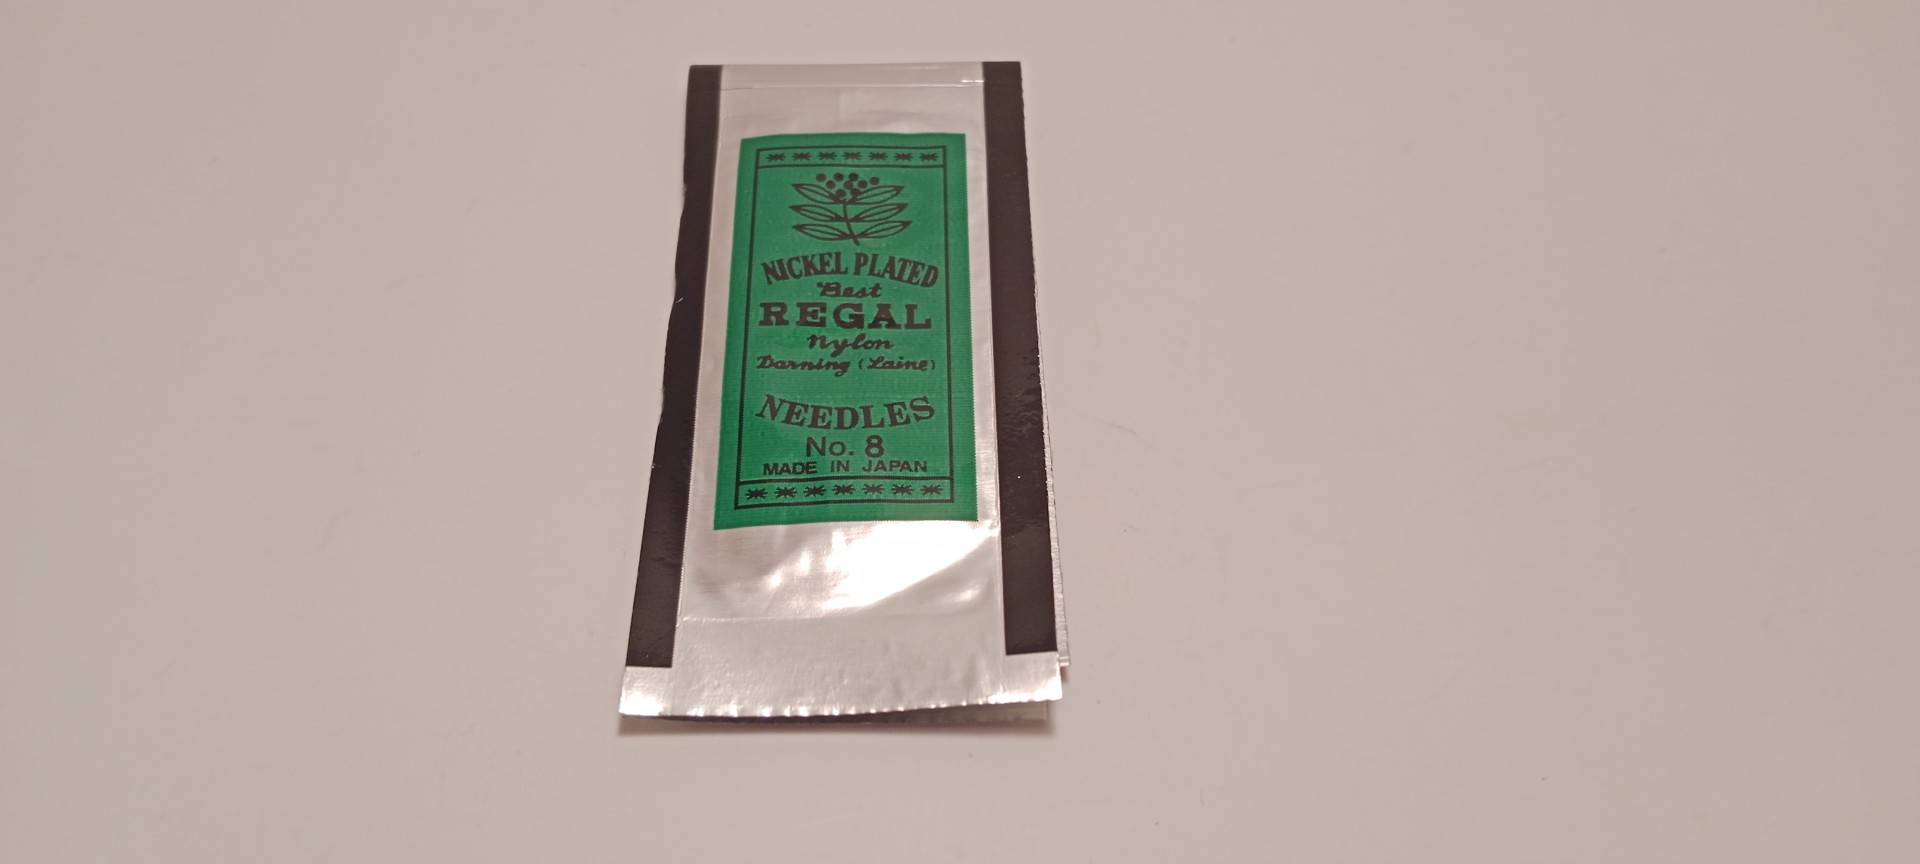 NICKEL PLATED
Best
REGAL
Nylon
Darning (Laine)
NEEDLES
No. 8
MADE IN JAPAN